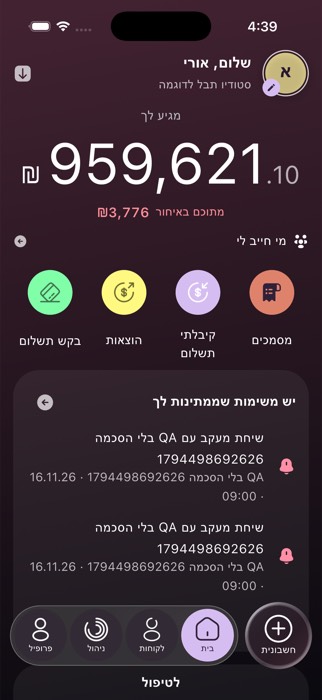 4:39
שלום, אורי
סטודיו תבל לדוגמה
א
מגיע לך
₪ 959,621.10
מתוכם באיחור ₪3,776
מי חייב לי
מסמכים
קיבלתי
תשלום
הוצאות
בקש תשלום
יש משימות שממתינות לך
שיחת מעקב עם QA בלי הסכמה
1794498692626
QA בלי הסכמה 1794498692626 · 16.11.26
· 09:00
שיחת מעקב עם QA בלי הסכמה
1794498692626
QA בלי הסכמה 1794498692626 · 16.11.26
· 09:00
חשבונית
בית
לקוחות
ניהול
פרופיל
לטיפול